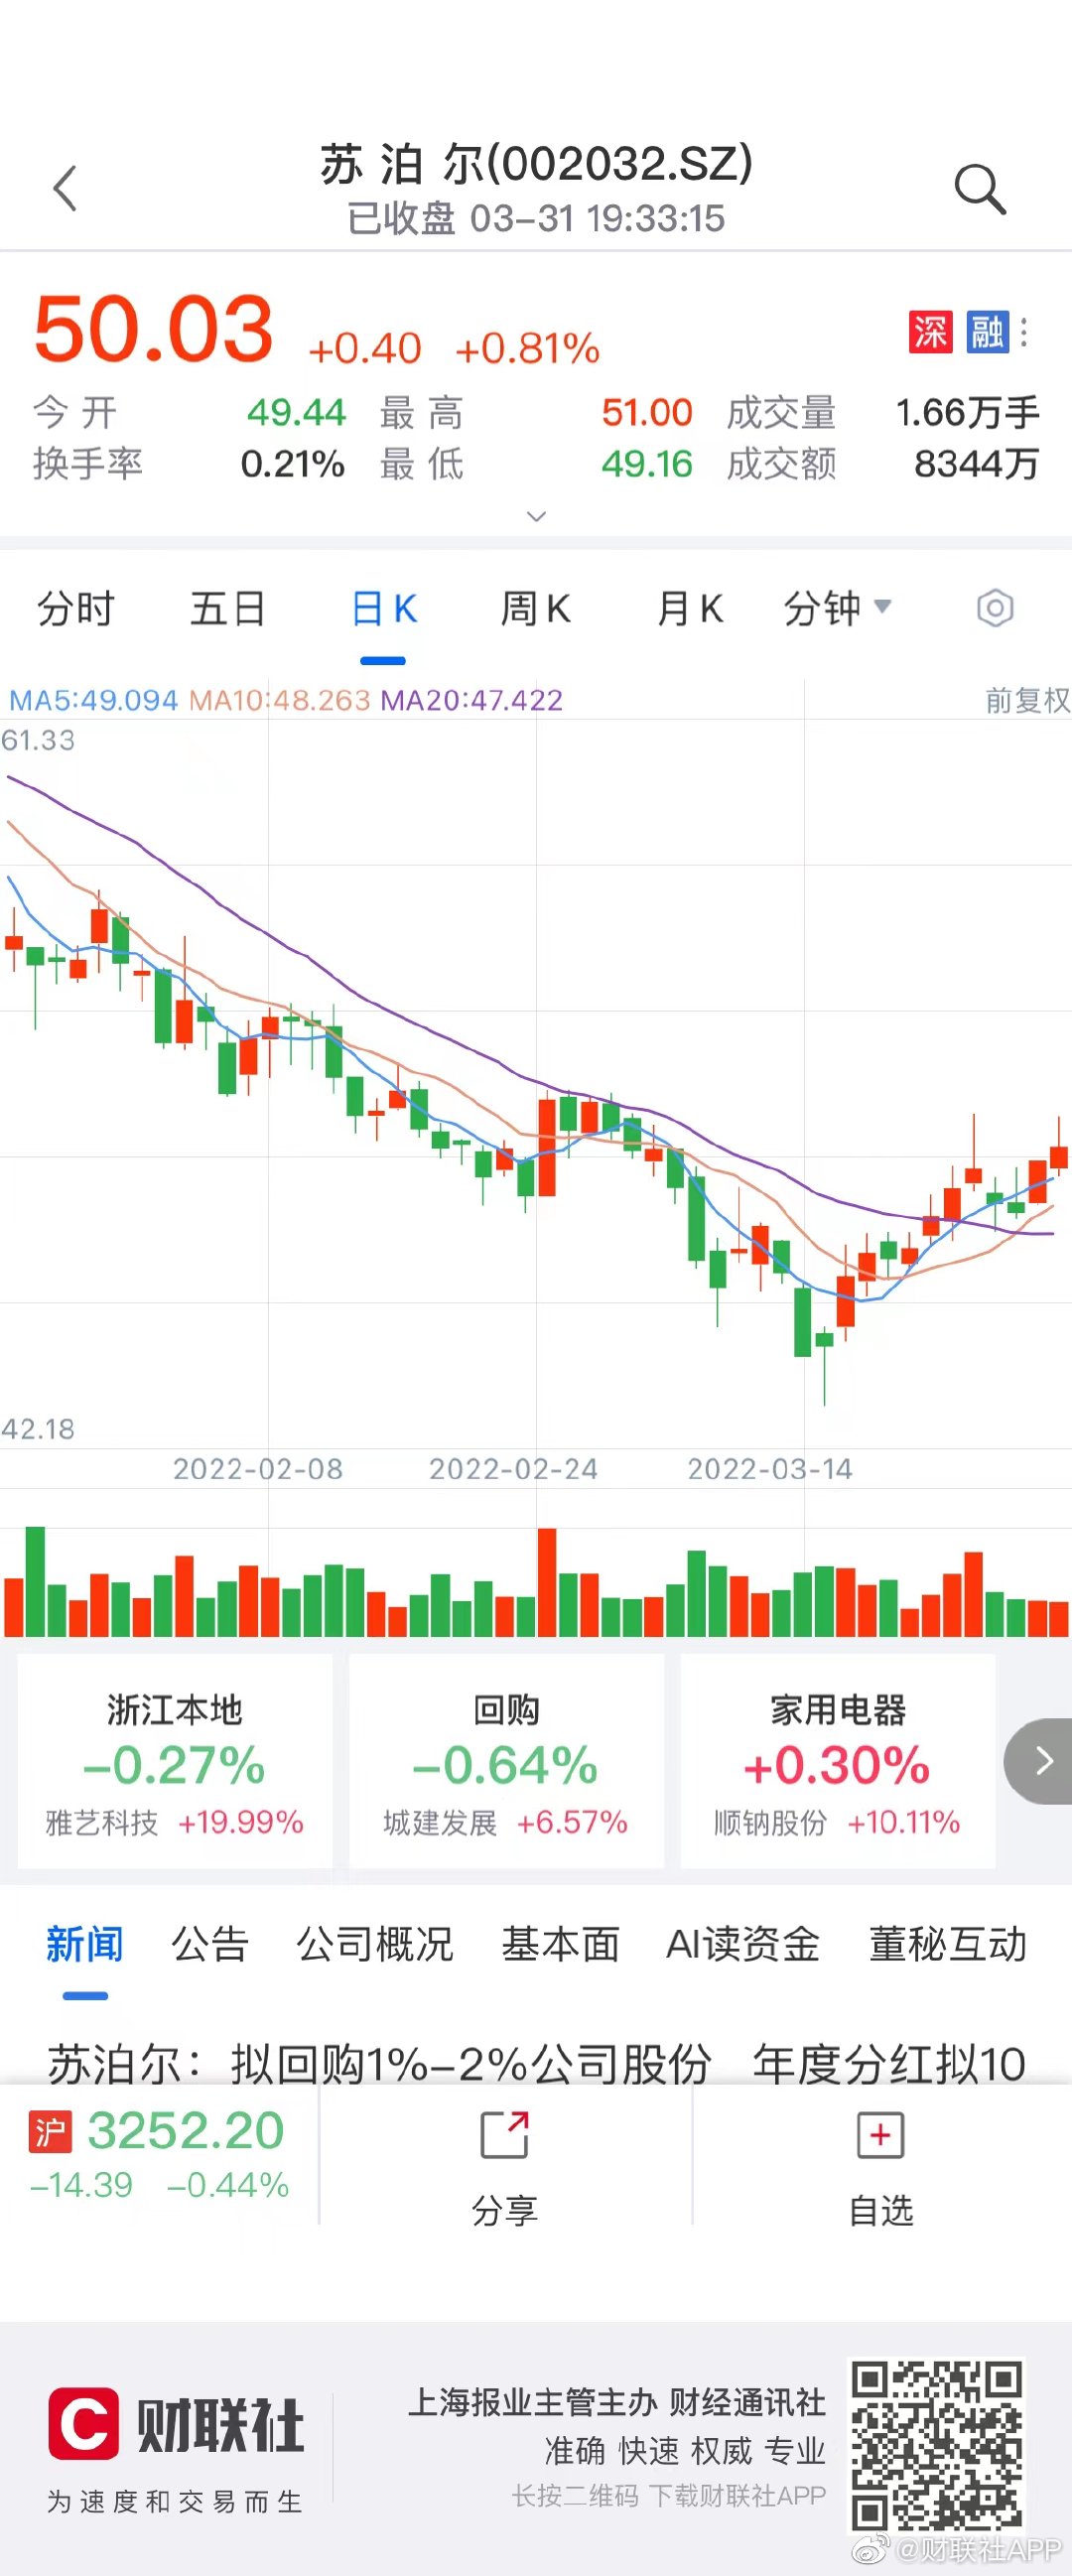 苏 泊 尔(002032.SZ)
已收盘 03-31 19:33:15
50.03 +0.40 +0.81% 深 融
今 开 49.44 最 高 51.00 成交量 1.66万手
换手率 0.21% 最 低 49.16 成交额 8344万
分时 五日 日K 周K 月K 分钟
MA5:49.094 MA10:48.263 MA20:47.422 前复权
61.33
42.18
2022-02-08 2022-02-24 2022-03-14
浙江本地 回购 家用电器
-0.27% -0.64% +0.30%
雅艺科技 +19.99% 城建发展 +6.57% 顺钠股份 +10.11%
新闻 公告 公司概况 基本面 AI读资金 董秘互动
苏泊尔：拟回购1%-2%公司股份 年度分红拟10
沪 3252.20
-14.39 -0.44%
分享 自选
财联社
为速度和交易而生
上海报业主管主办 财经通讯社
准确 快速 权威 专业
长按二维码 下载财联社APP
@财联社APP